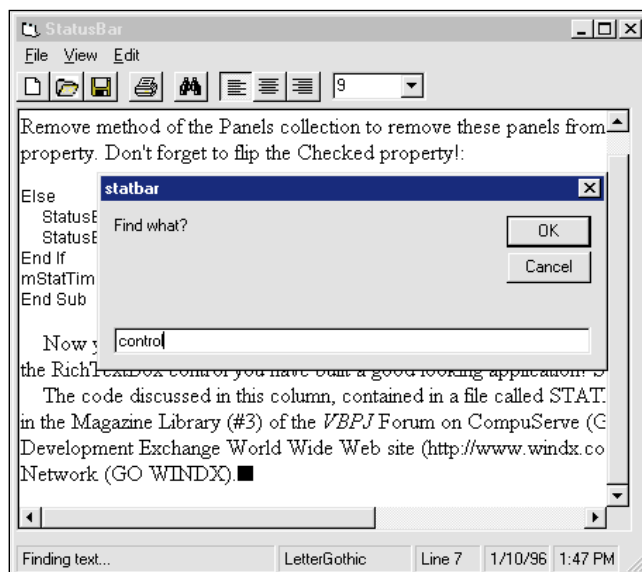 StatusBar
File View Edit
9
Remove method of the Panels collection to remove these panels from
property. Don't forget to flip the Checked property!:
Else
End If
End Sub
statbar
Find what?
OK
Cancel
control
Now
the RichTextBox control you have built a good looking application!
The code discussed in this column, contained in a file called
in the Magazine Library (#3) of the VBPJ Forum on CompuServe
Development Exchange World Wide Web site (http://www.windx.co
Network (GO WINDX).■
Finding text... LetterGothic Line 7 1/10/96 1:47 PM